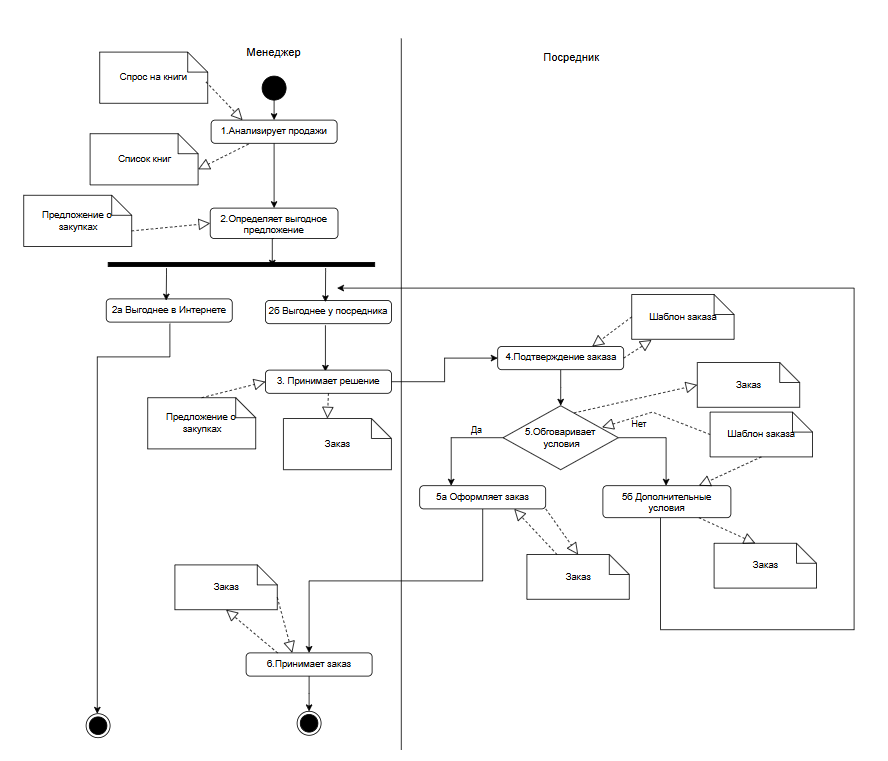 Менеджер
Посредник
Спрос на книги
1.Анализирует продажи
Список книг
Предложение о
закупках
2.Определяет выгодное
предложение
2а Выгоднее в Интернете
2б Выгоднее у посредника
Шаблон заказа
4.Подтверждение заказа
3. Принимает решение
Заказ
Предложение о
закупках
Заказ
Да
5.Обговаривает
условия
Нет
Шаблон заказа
5а Оформляет заказ
5б Дополнительные
условия
Заказ
Заказ
Заказ
6.Принимает заказ